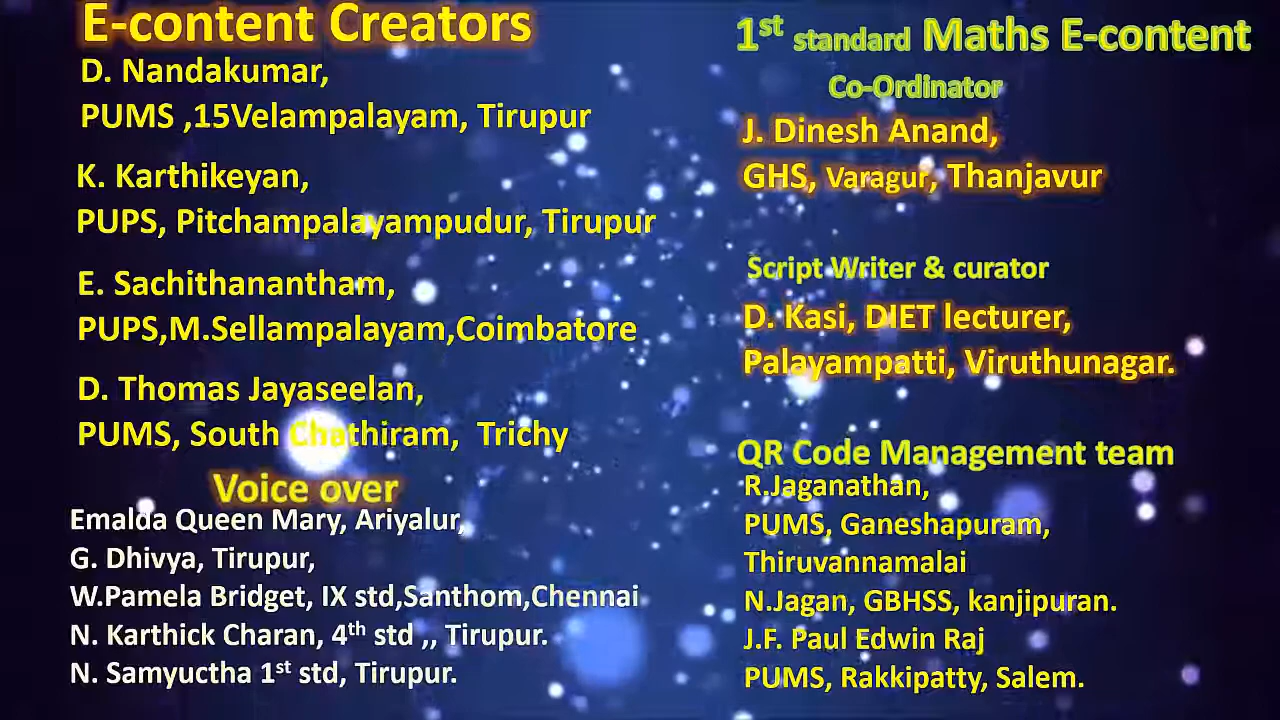 E-content Creators
D. Nandakumar,
PUMS ,15Velampalayam, Tirupur
K. Karthikeyan,
PUPS, Pitchampalayampudur, Tirupur
E. Sachithanantham,
PUPS,M.Sellampalayam,Coimbatore
D. Thomas Jayaseelan,
PUMS, South Chathiram, Trichy
Voice over
Emalda Queen Mary, Ariyalur,
G. Dhivya, Tirupur,
W.Pamela Bridget, IX std,Santhom,Chennai
N. Karthick Charan, 4th std ,, Tirupur.
N. Samyuctha 1st std, Tirupur.
1st standard Maths E-content
Co-Ordinator
J. Dinesh Anand,
GHS, Varagur, Thanjavur
Script Writer & curator
D. Kasi, DIET lecturer,
Palayampatti, Viruthunagar.
QR Code Management team
R.Jaganathan,
PUMS, Ganeshapuram,
Thiruvannamalai
N.Jagan, GBHSS, kanjipuran.
J.F. Paul Edwin Raj
PUMS, Rakkipatty, Salem.